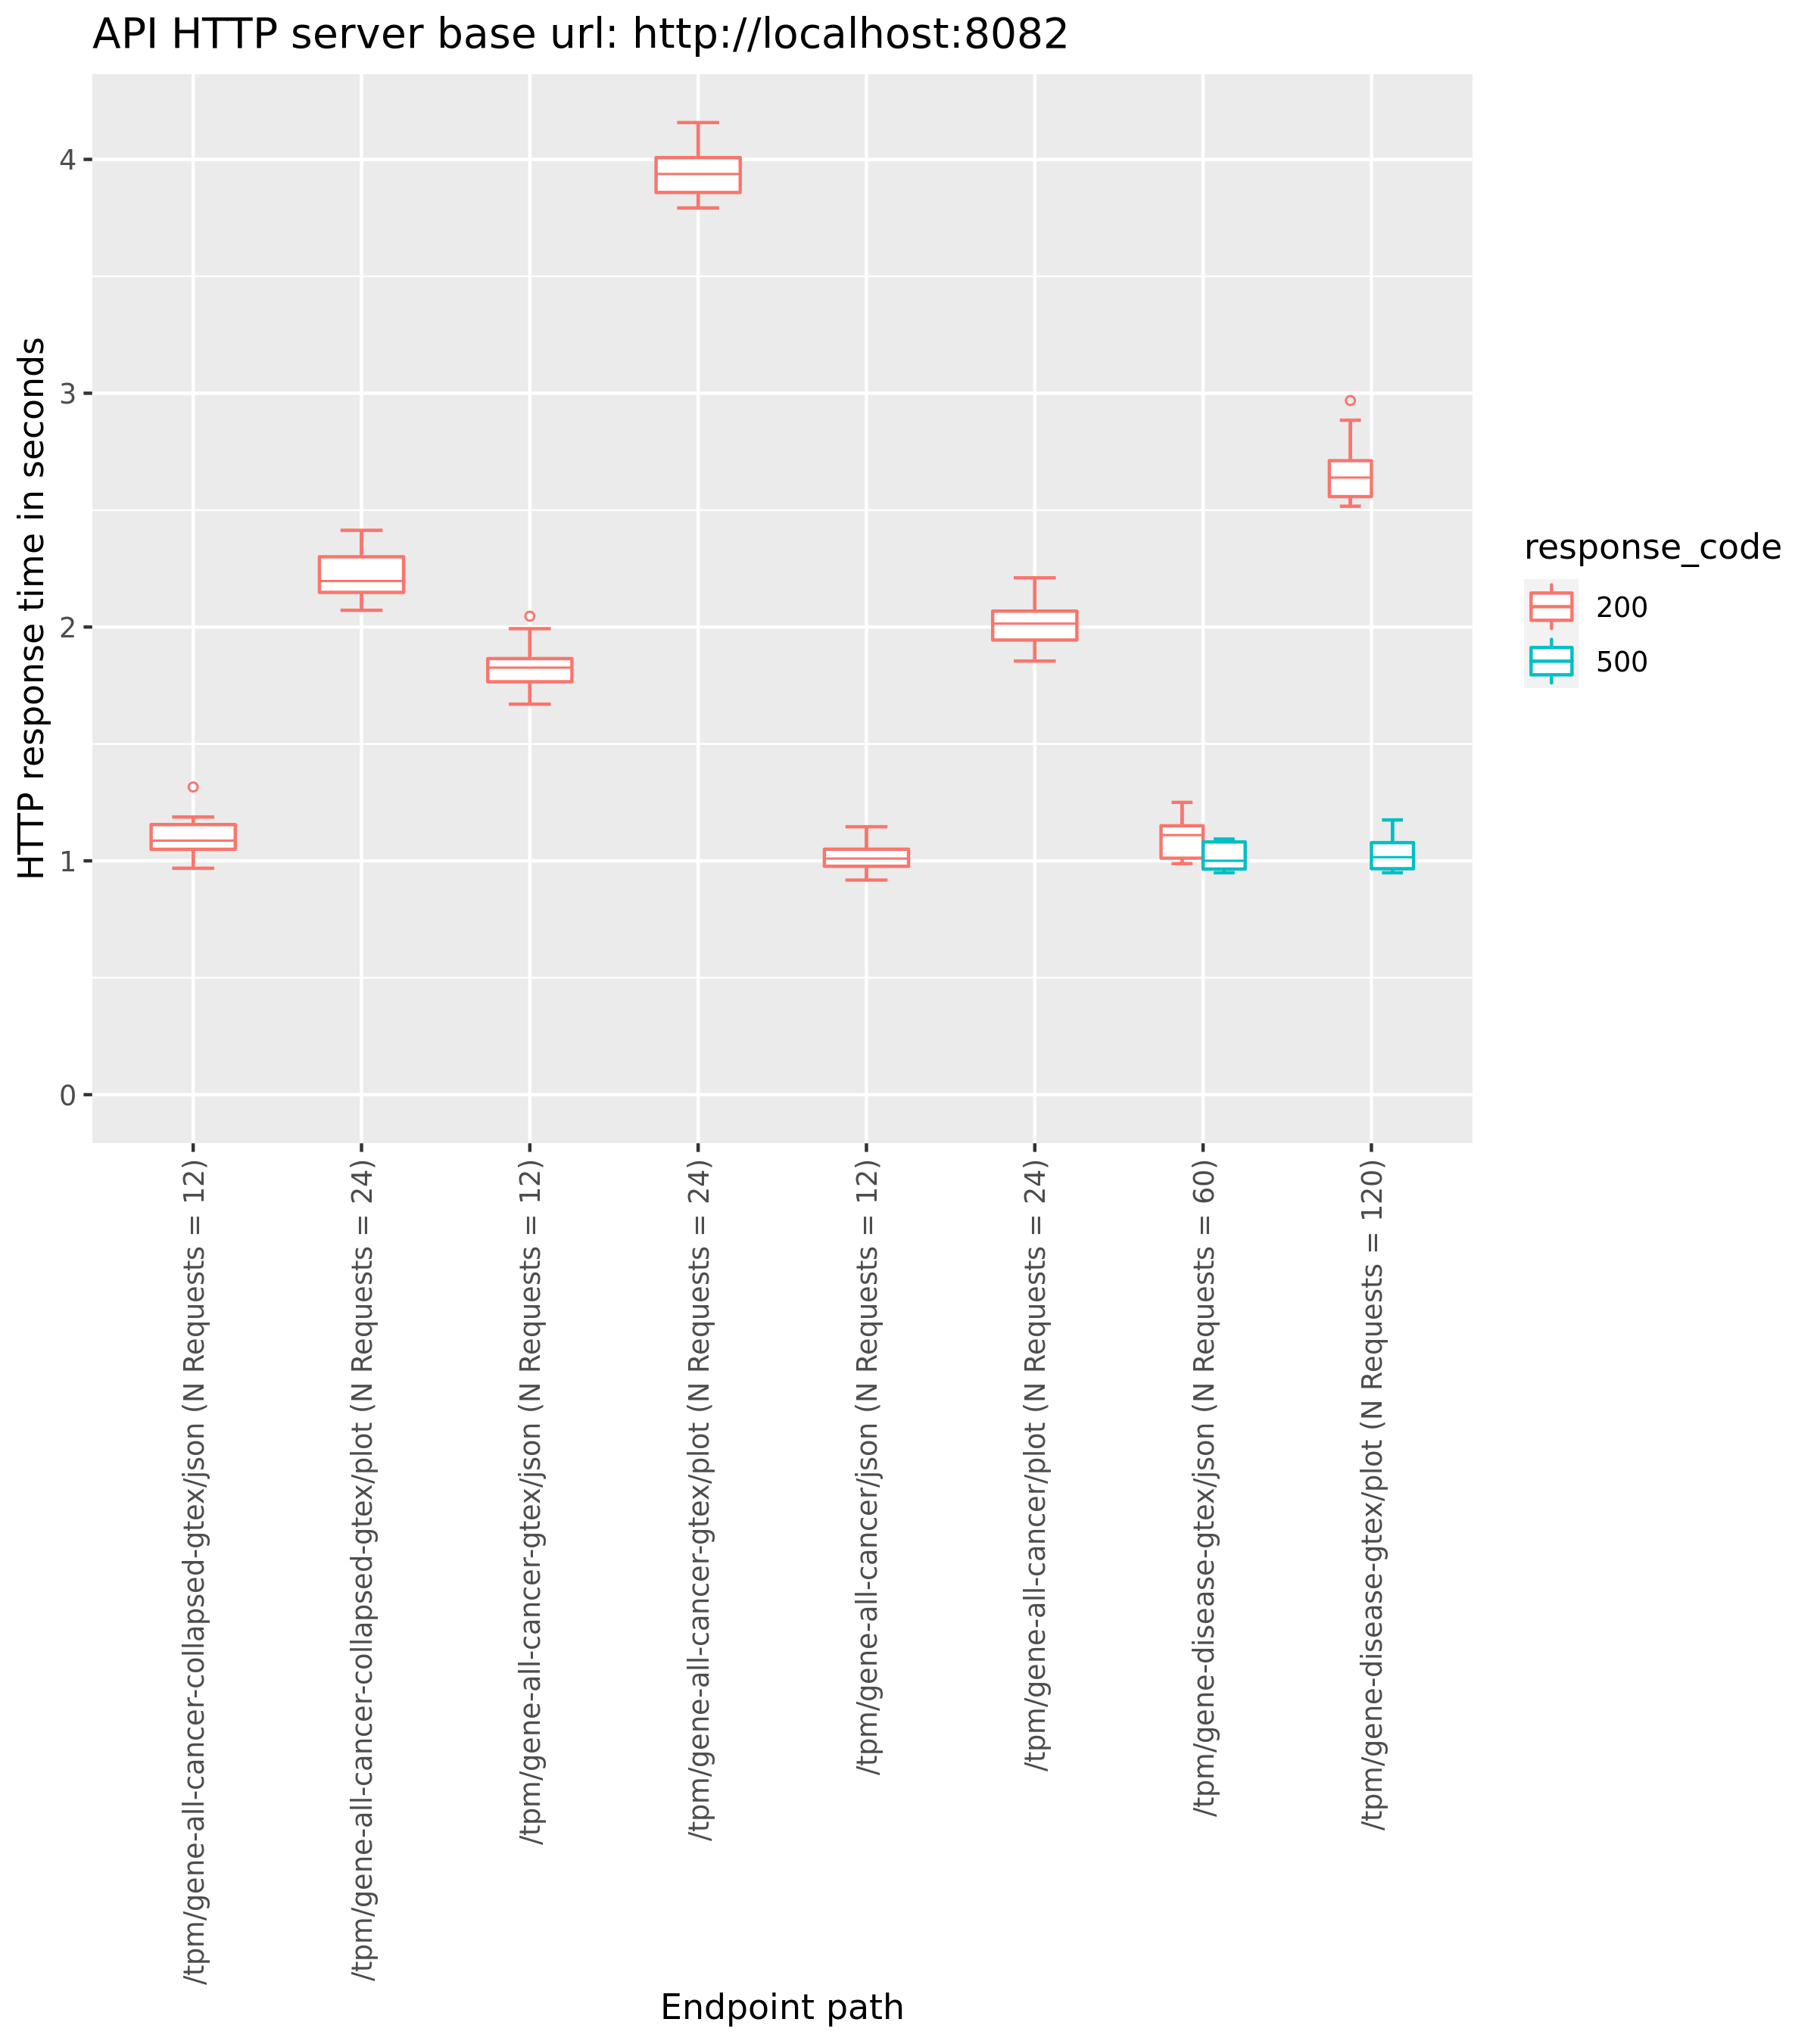 API HTTP server base url: http://localhost:8082
HTTP response time in seconds
4
3
2
1
0
/tpm/gene-all-cancer-collapsed-gtex/json (N Requests = 12)
/tpm/gene-all-cancer-collapsed-gtex/plot (N Requests = 24)
/tpm/gene-all-cancer-gtex/json (N Requests = 12)
/tpm/gene-all-cancer-gtex/plot (N Requests = 24)
/tpm/gene-all-cancer/json (N Requests = 12)
/tpm/gene-all-cancer/plot (N Requests = 24)
/tpm/gene-disease-gtex/json (N Requests = 60)
/tpm/gene-disease-gtex/plot (N Requests = 120)
Endpoint path
response_code
200
500